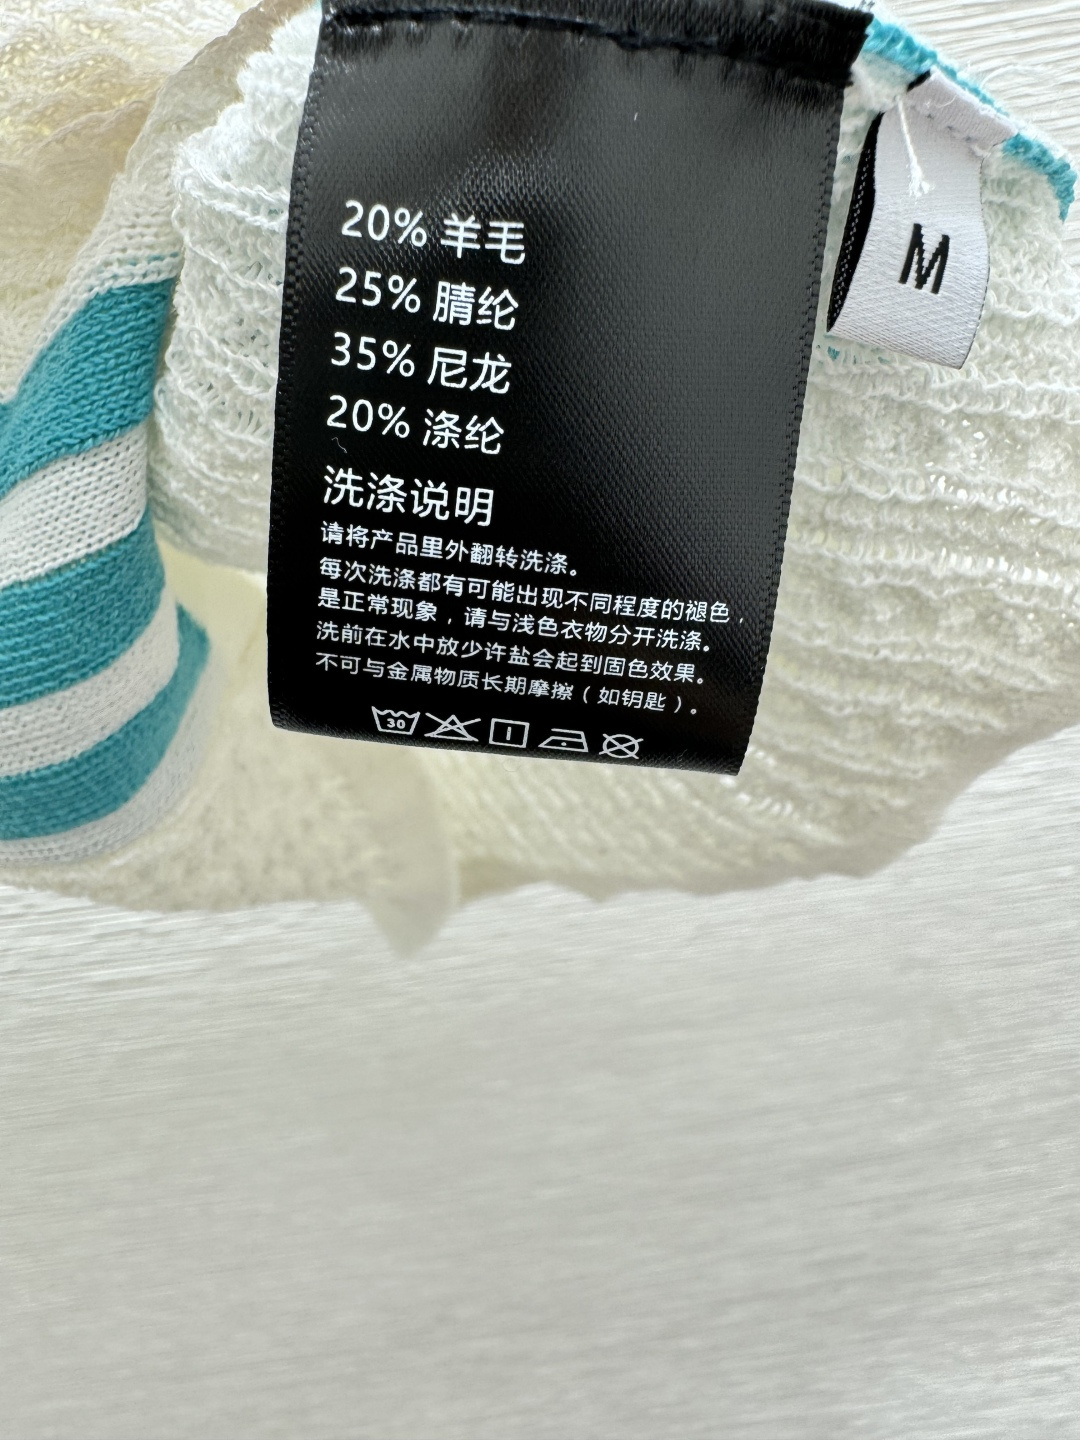 20% 羊毛
25% 腈纶
35% 尼龙
20% 涤纶
洗涤说明
请将产品里外翻转洗涤。
每次洗涤都有可能出现不同程度的褪色，
是正常现象，请与浅色衣物分开洗涤。
洗前在水中放少许盐会起到固色效果。
不可与金属物质长期摩擦（如钥匙）。
30
M